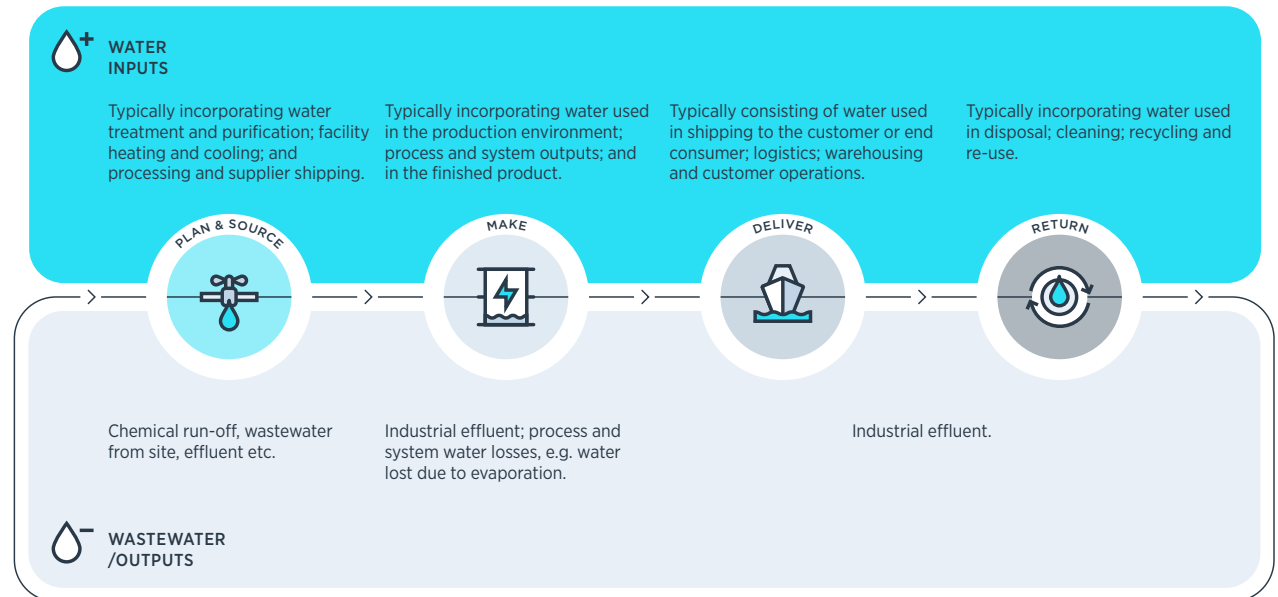 WATER
INPUTS
Typically incorporating water
treatment and purification; facility
heating and cooling; and
processing and supplier shipping.
Typically incorporating water used
in the production environment;
process and system outputs; and
in the finished product.
Typically consisting of water used
in shipping to the customer or end
consumer; logistics; warehousing
and customer operations.
Typically incorporating water used
in disposal; cleaning; recycling and
re-use.
PLAN & SOURCE
MAKE
DELIVER
RETURN
Chemical run-off, wastewater
from site, effluent etc.
Industrial effluent; process and
system water losses, e.g. water
lost due to evaporation.
Industrial effluent.
WASTEWATER
/OUTPUTS